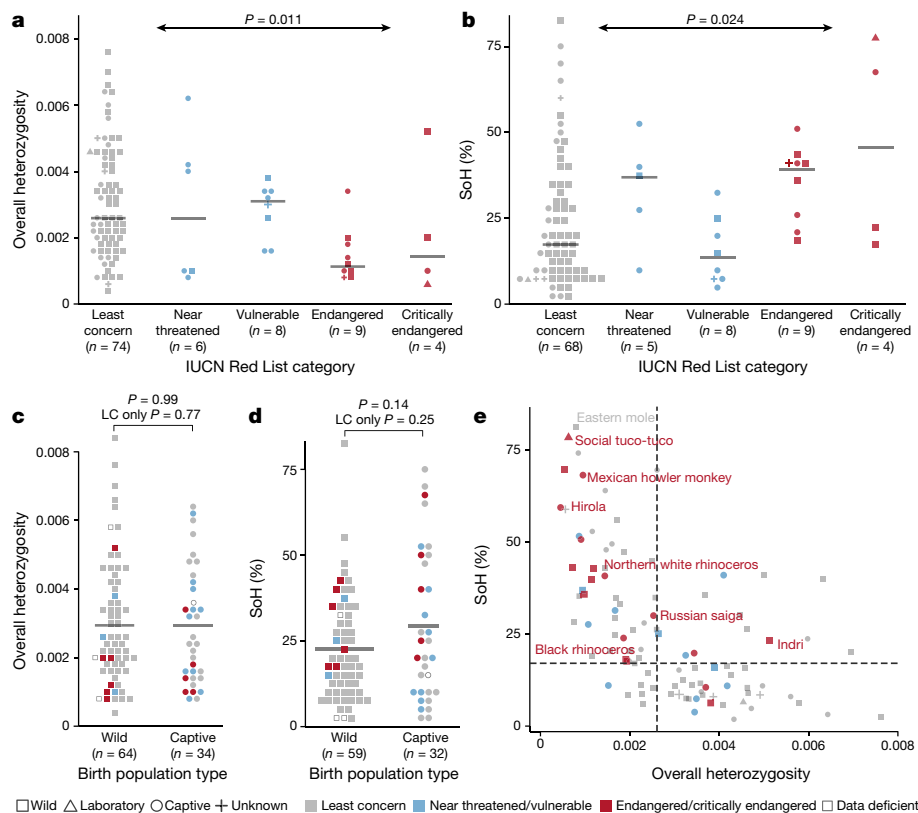 a
P = 0.011
0.008
0.006
0.004
0.002
0
Overall heterozygosity
Least concern (n = 74)
Near threatened (n = 6)
Vulnerable (n = 8)
Endangered (n = 9)
Critically endangered (n = 4)
IUCN Red List category
b
P = 0.024
75
50
25
0
SoH (%)
Least concern (n = 68)
Near threatened (n = 5)
Vulnerable (n = 8)
Endangered (n = 9)
Critically endangered (n = 4)
IUCN Red List category
c
P = 0.99
LC only P = 0.77
0.008
0.006
0.004
0.002
0
Overall heterozygosity
Wild (n = 64)
Captive (n = 34)
Birth population type
d
P = 0.14
LC only P = 0.25
75
50
25
0
SoH (%)
Wild (n = 59)
Captive (n = 32)
Birth population type
e
Eastern mole
Social tuco-tuco
Mexican howler monkey
Hirola
Northern white rhinoceros
Russian saiga
Black rhinoceros
Indri
75
50
25
0
SoH (%)
0
0.002
0.004
0.006
0.008
Overall heterozygosity
Wild
Laboratory
Captive
Unknown
Least concern
Near threatened/vulnerable
Endangered/critically endangered
Data deficient